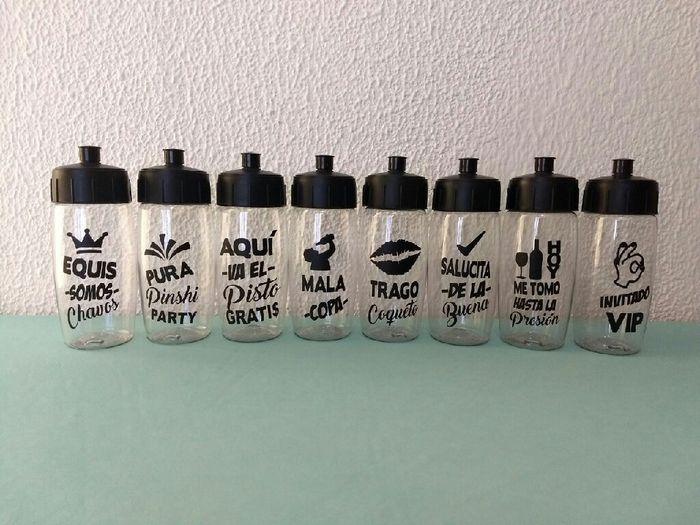 EQUIS
-SOMOS-
Chavos
PURA
Pinshi
PARTY
AQUÍ
-VA EL-
Pisto
GRATIS
MALA
-COPA-
TRAGO
Coqueto
SALUCITA
-DE LA-
Buena
HOY
ME TOMO
HASTA LA
Presión
INVITADO
VIP